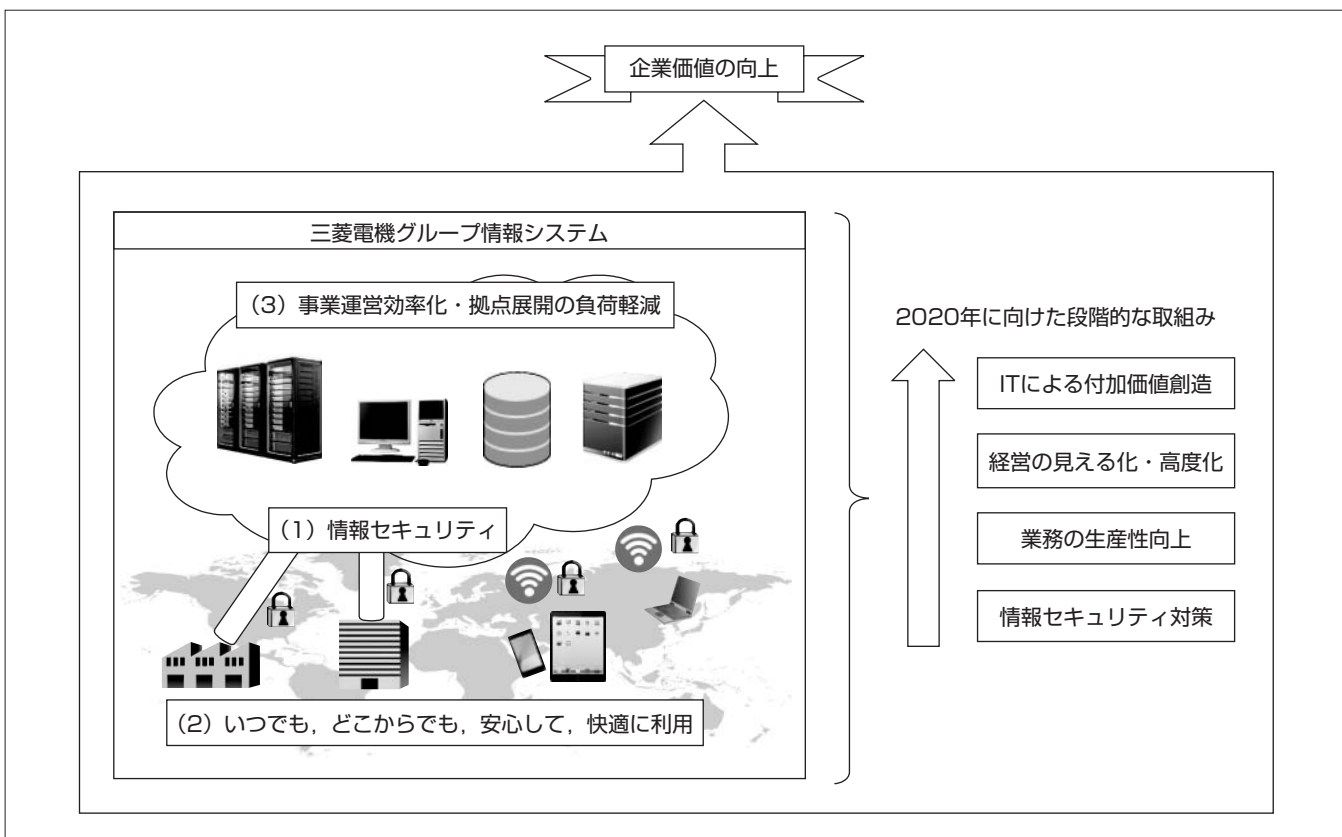 企業価値の向上
三菱電機グループ情報システム
（3）事業運営効率化・拠点展開の負荷軽減
（1）情報セキュリティ
（2）いつでも，どこからでも，安心して，快適に利用
2020年に向けた段階的な取組み
ITによる付加価値創造
経営の見える化・高度化
業務の生産性向上
情報セキュリティ対策